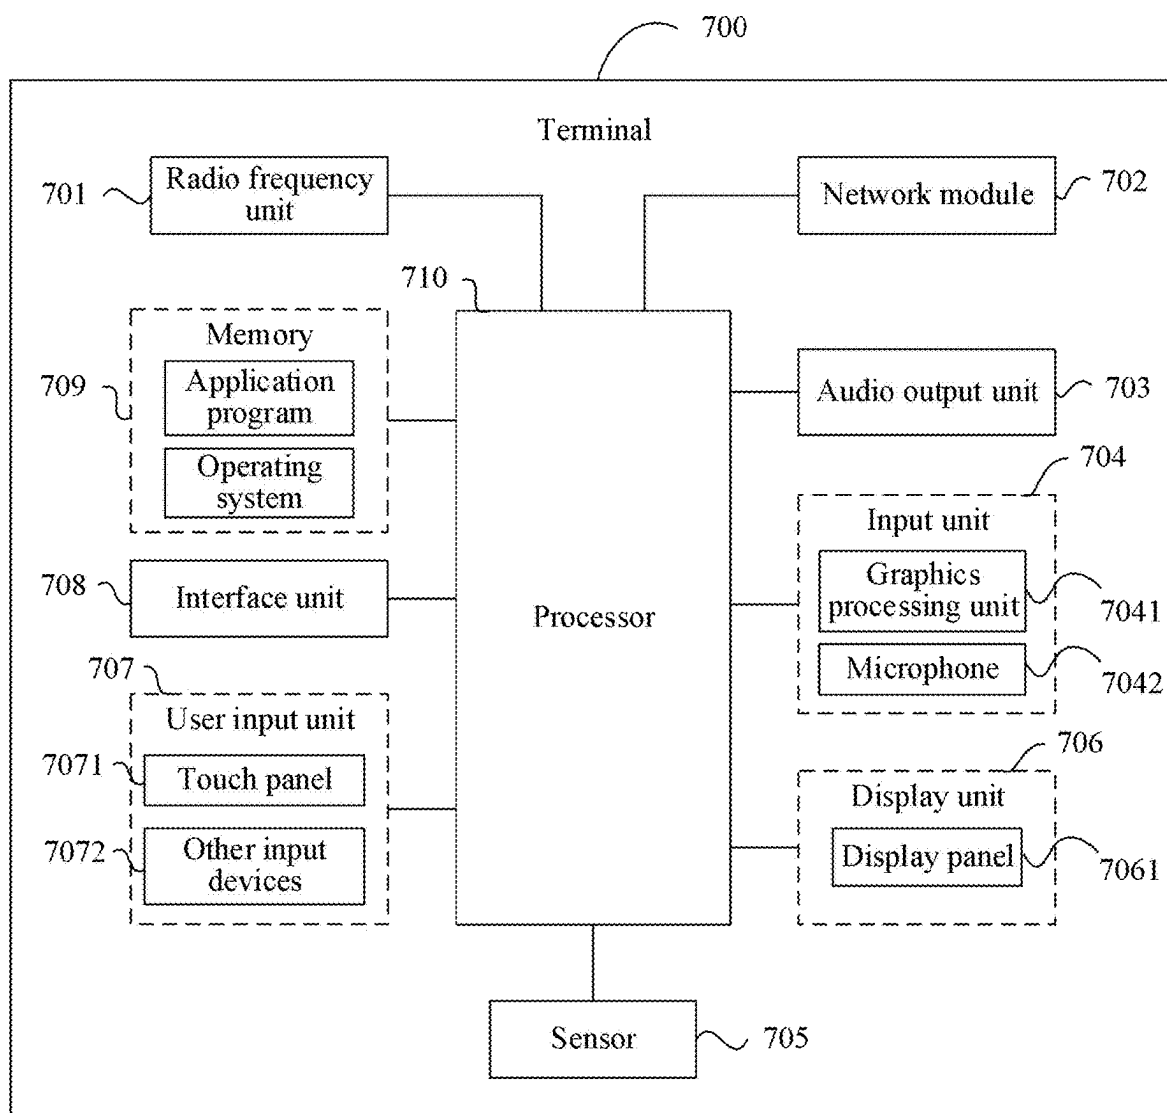 700
Terminal
701
Radio frequency
unit
Network module
702
710
709
Memory
Application
program
Operating
system
Audio output unit
703
704
Input unit
Graphics
processing unit
7041
Microphone
7042
708
Interface unit
Processor
707
User input unit
7071
Touch panel
7072
Other input
devices
706
Display unit
Display panel
7061
Sensor
705